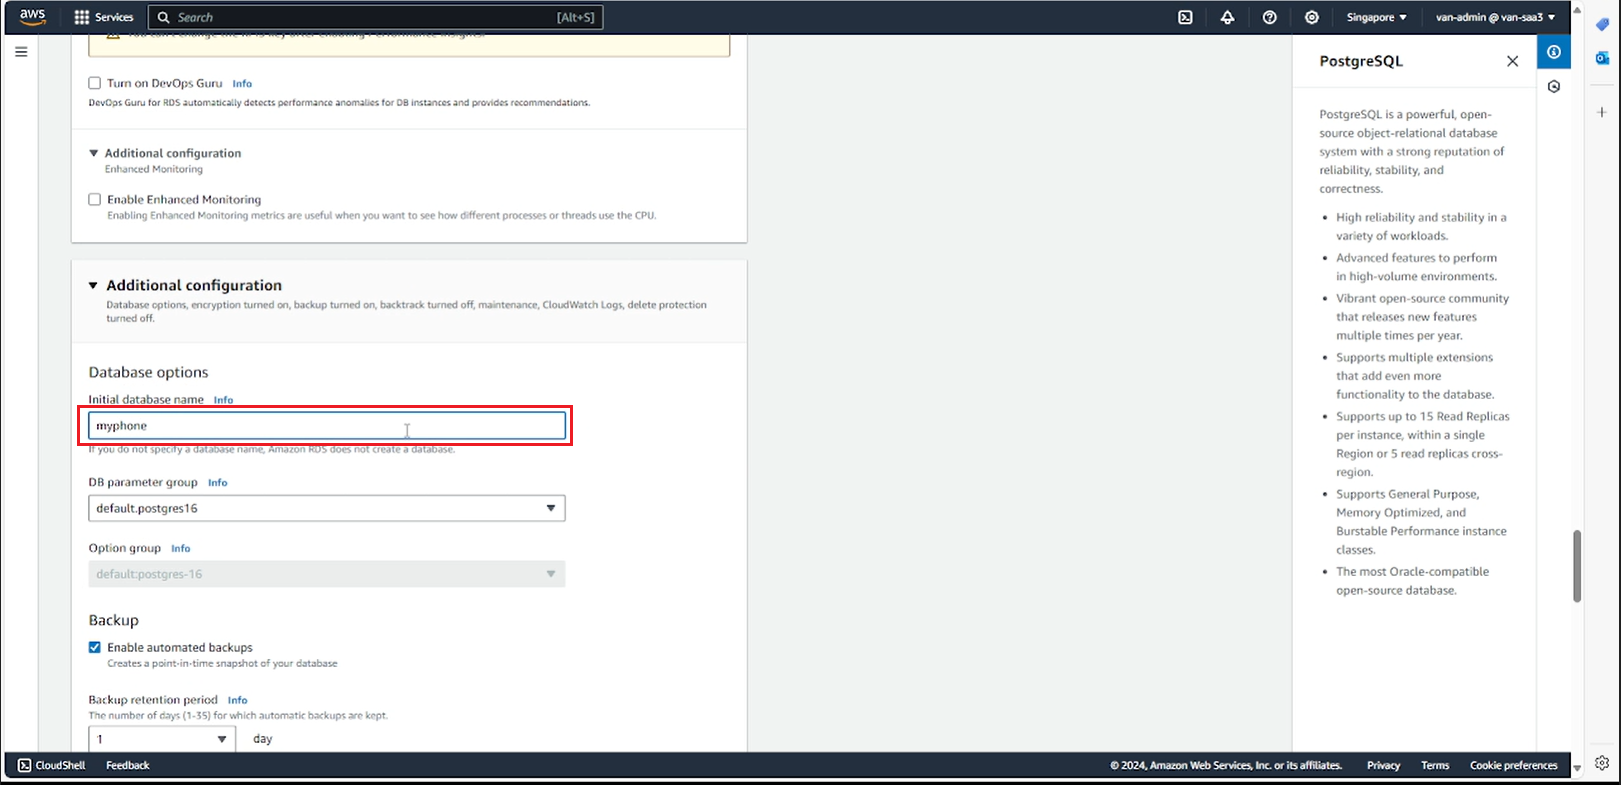 aws
Services
Search
[Alt+S]
Singapore
van-admin @ van-saa3
You can't change the KMS key after enabling Performance Insights.
Turn on DevOps Guru Info
DevOps Guru for RDS automatically detects performance anomalies for DB instances and provides recommendations.
Additional configuration
Enhanced Monitoring
Enable Enhanced Monitoring
Enabling Enhanced Monitoring metrics are useful when you want to see how different processes or threads use the CPU.
Additional configuration
Database options, encryption turned on, backup turned on, backtrack turned off, maintenance, CloudWatch Logs, delete protection
turned off.
Database options
Initial database name Info
myphone
If you do not specify a database name, Amazon RDS does not create a database.
DB parameter group Info
default.postgres16
Option group Info
default:postgres-16
Backup
Enable automated backups
Creates a point-in-time snapshot of your database
Backup retention period Info
The number of days (1-35) for which automatic backups are kept.
1 day
PostgreSQL
PostgreSQL is a powerful, open-
source object-relational database
system with a strong reputation of
reliability, stability, and
correctness.
High reliability and stability in a
variety of workloads.
Advanced features to perform
in high-volume environments.
Vibrant open-source community
that releases new features
multiple times per year.
Supports multiple extensions
that add even more
functionality to the database.
Supports up to 15 Read Replicas
per instance, within a single
Region or 5 read replicas cross-
region.
Supports General Purpose,
Memory Optimized, and
Burstable Performance instance
classes.
The most Oracle-compatible
open-source database.
CloudShell
Feedback
© 2024, Amazon Web Services, Inc. or its affiliates.
Privacy
Terms
Cookie preferences